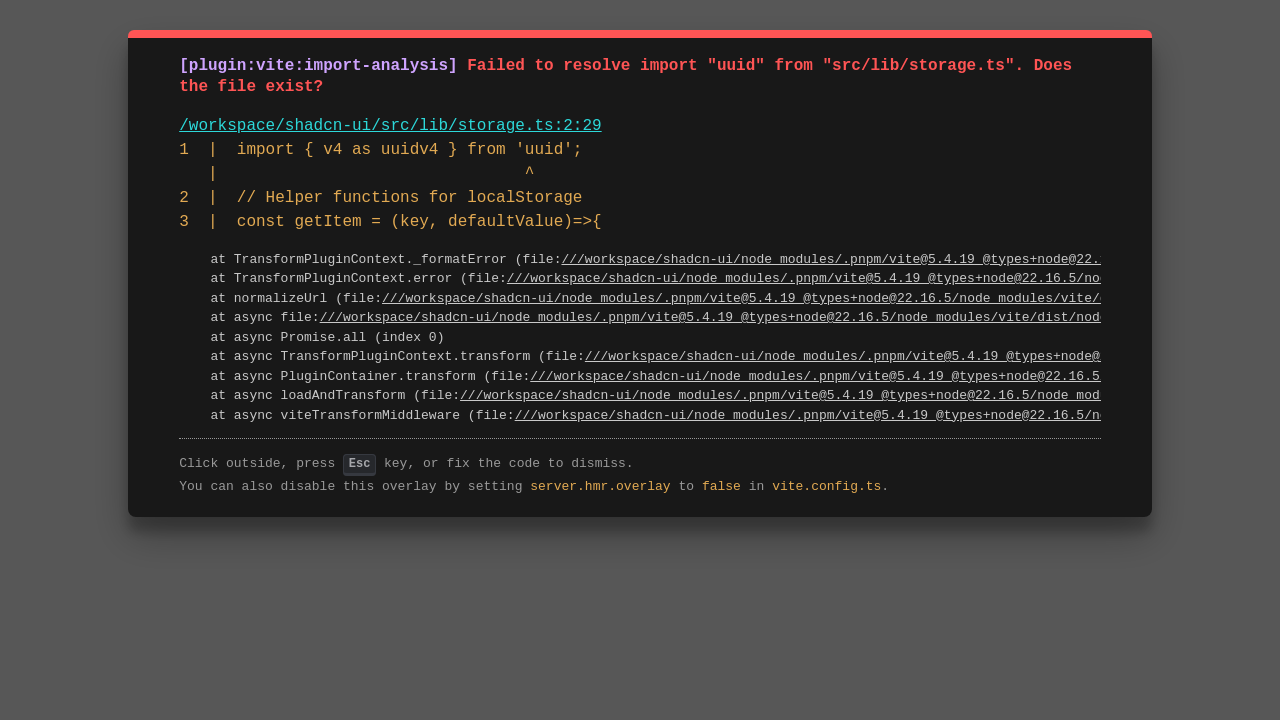 [plugin:vite:import-analysis] Failed to resolve import "uuid" from "src/lib/storage.ts". Does
the file exist?
/workspace/shadcn-ui/src/lib/storage.ts:2:29
1  |  import { v4 as uuidv4 } from 'uuid';
   |                                ^
2  |  // Helper functions for localStorage
3  |  const getItem = (key, defaultValue)=>{
    at TransformPluginContext._formatError (file:///workspace/shadcn-ui/node_modules/.pnpm/vite@5.4.19_@types+node@22.
    at TransformPluginContext.error (file:///workspace/shadcn-ui/node_modules/.pnpm/vite@5.4.19_@types+node@22.16.5/no
    at normalizeUrl (file:///workspace/shadcn-ui/node_modules/.pnpm/vite@5.4.19_@types+node@22.16.5/node_modules/vite/
    at async file:///workspace/shadcn-ui/node_modules/.pnpm/vite@5.4.19_@types+node@22.16.5/node_modules/vite/dist/node
    at async Promise.all (index 0)
    at async TransformPluginContext.transform (file:///workspace/shadcn-ui/node_modules/.pnpm/vite@5.4.19_@types+node@
    at async PluginContainer.transform (file:///workspace/shadcn-ui/node_modules/.pnpm/vite@5.4.19_@types+node@22.16.5
    at async loadAndTransform (file:///workspace/shadcn-ui/node_modules/.pnpm/vite@5.4.19_@types+node@22.16.5/node_mod
    at async viteTransformMiddleware (file:///workspace/shadcn-ui/node_modules/.pnpm/vite@5.4.19_@types+node@22.16.5/n
Click outside, press Esc key, or fix the code to dismiss.
You can also disable this overlay by setting server.hmr.overlay to false in vite.config.ts.